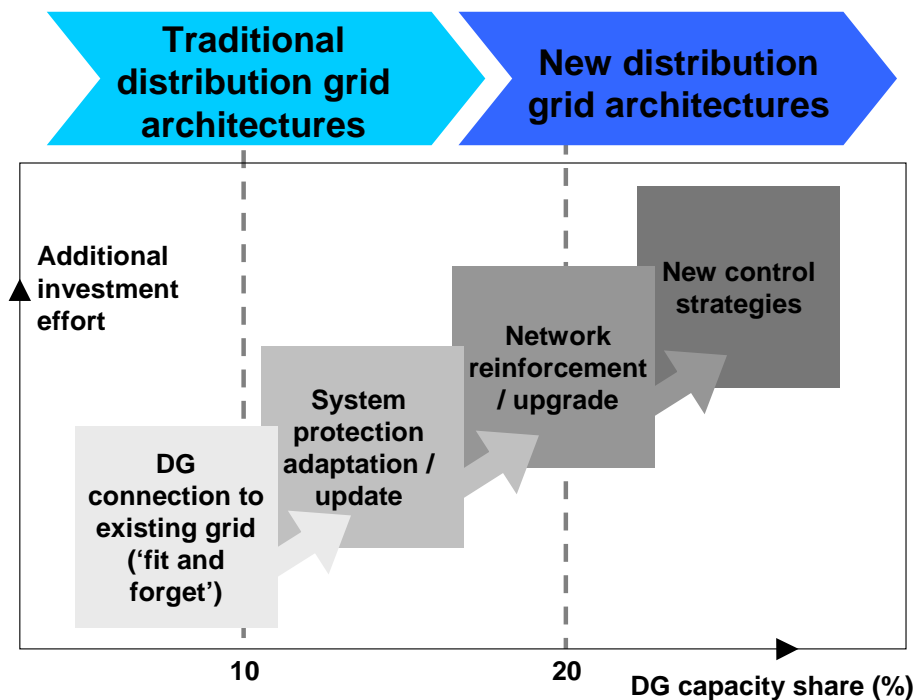 Traditional
distribution grid
architectures
New distribution
grid architectures
Additional
investment
effort
New control
strategies
Network
reinforcement
/ upgrade
System
protection
adaptation /
update
DG
connection to
existing grid
(‘fit and
forget’)
10
20
DG capacity share (%)